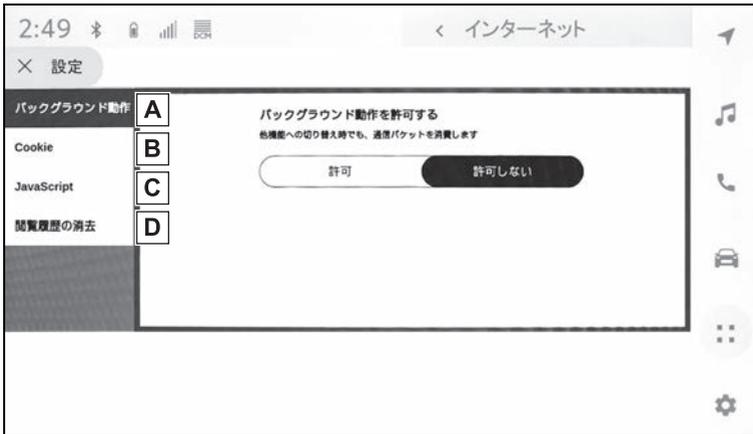 2:49 DCM く インターネット
× 設定
バックグラウンド動作 A
Cookie B
JavaScript C
閲覧履歴の消去 D
バックグラウンド動作を許可する
他機能への切り替え時でも、通信パケットを消費します
許可 許可しない